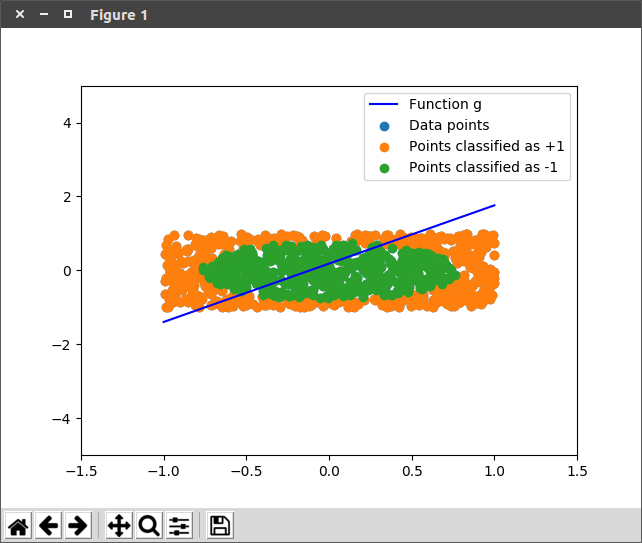 Figure 1
Function g
Data points
Points classified as +1
Points classified as -1
4
2
0
−2
−4
−1.5 −1.0 −0.5 0.0 0.5 1.0 1.5